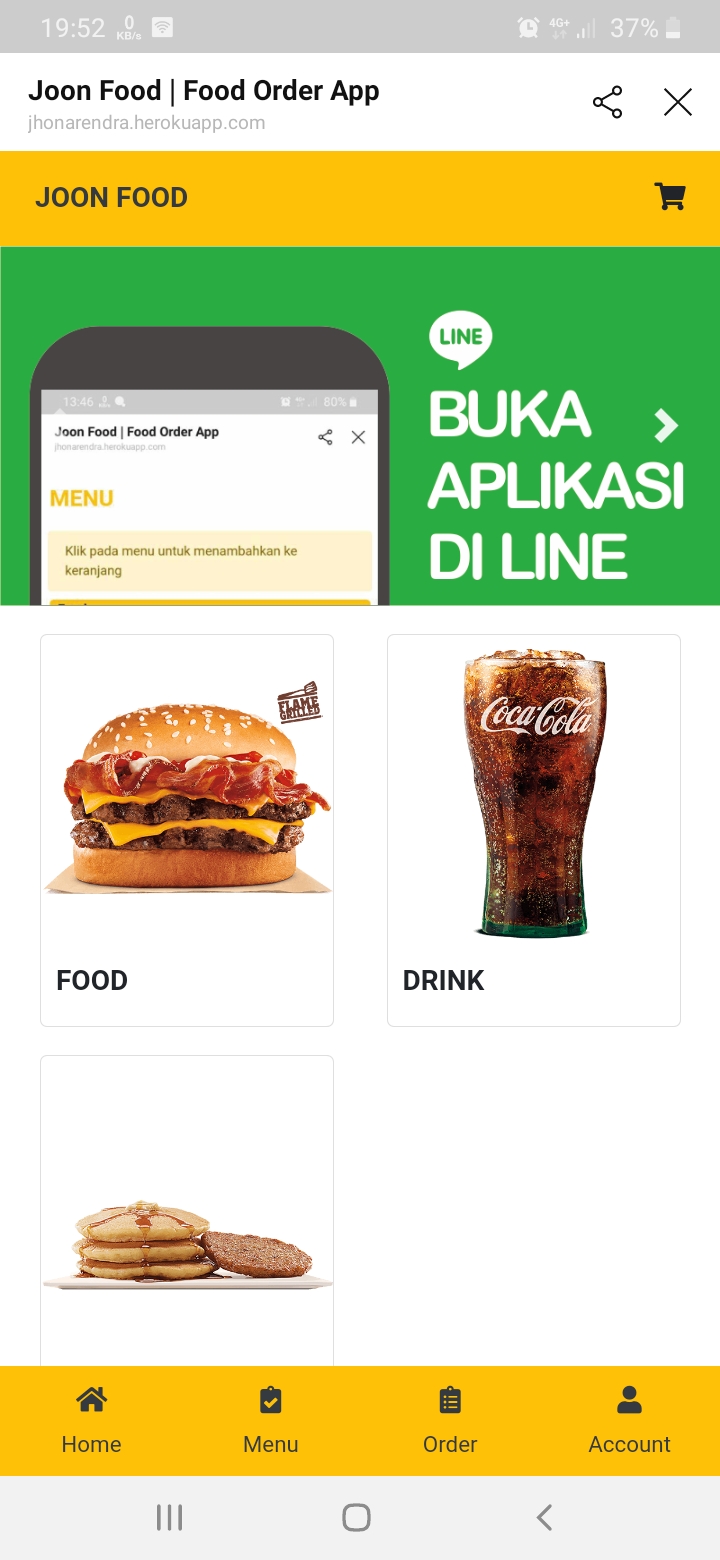 19:52 0 KB/s 4G+ 37%
Joon Food | Food Order App
jhonarendra.herokuapp.com
JOON FOOD
LINE
BUKA
APLIKASI
DI LINE
13:46 80%
Joon Food | Food Order App
jhonarendra.herokuapp.com
MENU
Klik pada menu untuk menambahkan ke
keranjang
FLAME
GRILLED
Coca-Cola
FOOD
DRINK
Home Menu Order Account